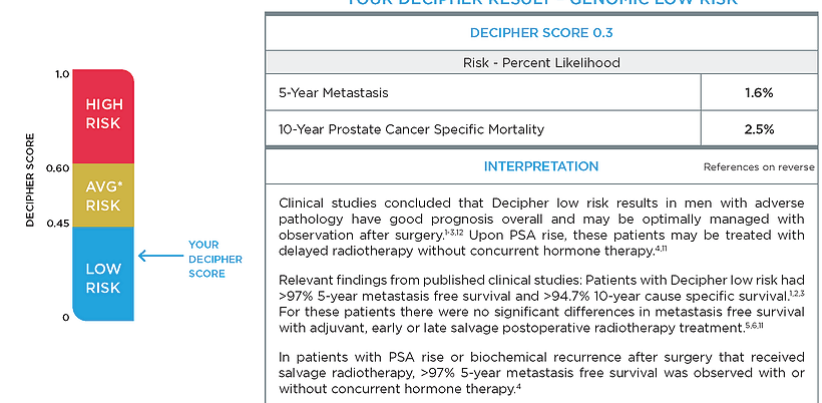 YOUR DECIPHER RESULT - GENOMIC LOW RISK
DECIPHER SCORE 0.3
Risk - Percent Likelihood
5-Year Metastasis 1.6%
10-Year Prostate Cancer Specific Mortality 2.5%
INTERPRETATION References on reverse
Clinical studies concluded that Decipher low risk results in men with adverse
pathology have good prognosis overall and may be optimally managed with
observation after surgery.1-3,12 Upon PSA rise, these patients may be treated with
delayed radiotherapy without concurrent hormone therapy.4,11
Relevant findings from published clinical studies: Patients with Decipher low risk had
>97% 5-year metastasis free survival and >94.7% 10-year cause specific survival.1,2,3
For these patients there were no significant differences in metastasis free survival
with adjuvant, early or late salvage postoperative radiotherapy treatment.5,6,11
In patients with PSA rise or biochemical recurrence after surgery that received
salvage radiotherapy, >97% 5-year metastasis free survival was observed with or
without concurrent hormone therapy.4
DECIPHER SCORE
1.0
HIGH
RISK
0.60
AVG*
RISK
0.45
LOW
RISK
0
YOUR
DECIPHER
SCORE